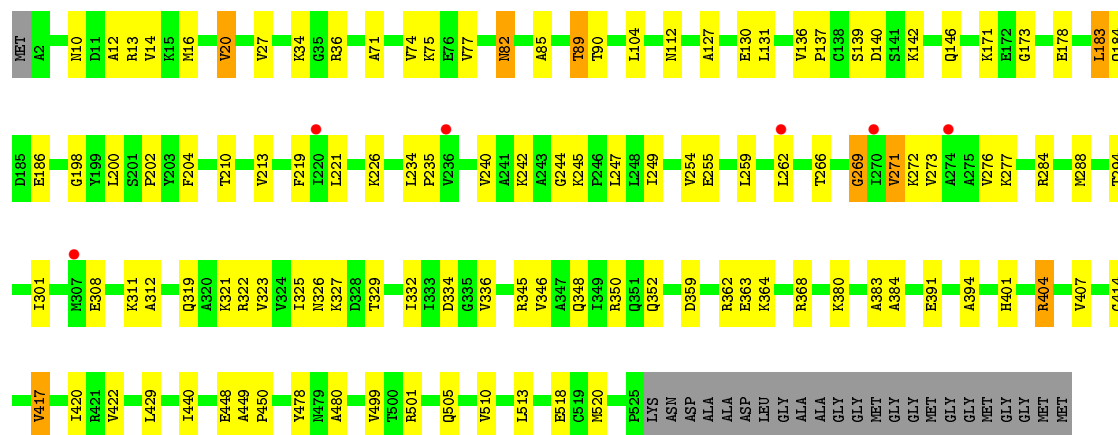 MET A2 N10 D11 A12 R13 V14 K15 M16 V20 V27 K34 G35 R36 A71 V74 K75 E76 V77 N82 A85 T89 T90 L104 N112 A127 E130 L131 V136 P137 C138 S139 D140 S141 K142 Q146 K171 E172 G173 E178 L183 Q184
D185 E186 G198 Y199 L200 S201 P202 Y203 F204 T210 V213 F219 I220 L221 K226 L234 P235 V236 V240 A241 K242 A243 G244 K245 P246 L247 L248 I249 V254 E255 L259 L262 T266 G269 I270 V271 K272 V273 A274 A275 V276 K277 R284 M288 T294
I301 M307 E308 K311 A312 Q319 A320 K321 R322 V323 V324 I325 N326 K327 D328 T329 I332 I333 D334 G335 V336 R345 V346 A347 Q348 I349 R350 Q351 Q352 D359 R362 E363 K364 R368 K380 A383 A384 E391 A394 H401 R404 V407 G414
V417 I420 R421 V422 L429 I440 E448 A449 P450 Y478 N479 A480 V499 T500 R501 Q505 V510 L513 E518 C519 M520 P525 LYS ASN ASP ALA ALA ASP LEU GLY ALA ALA GLY GLY MET GLY GLY MET GLY GLY MET GLY GLY MET MET